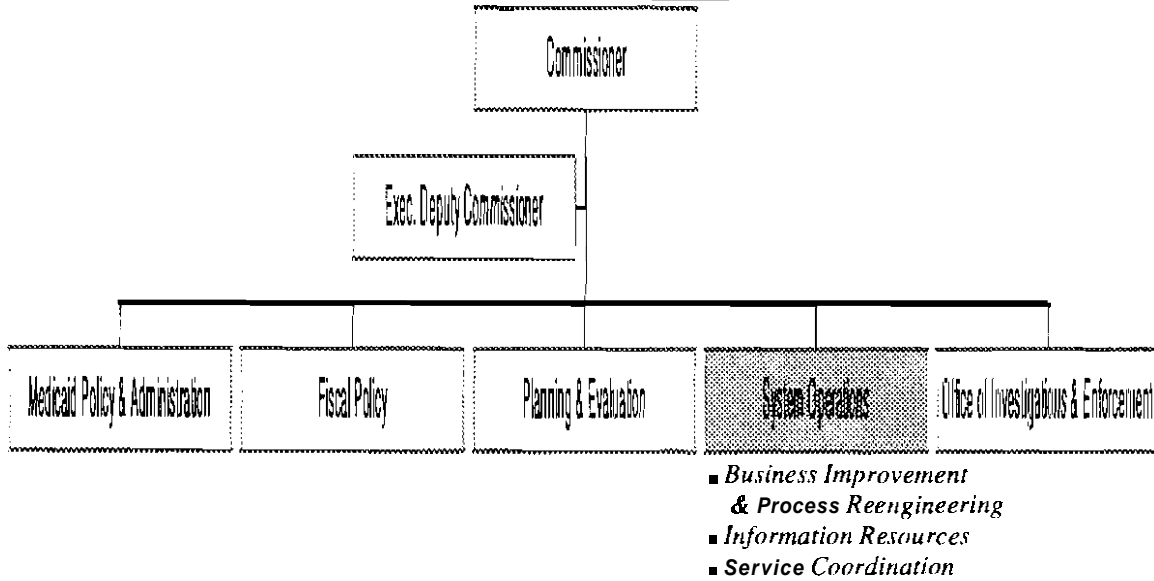 Commissioner
Exec. Deputy Commissioner
Medicaid Policy & Administration
Fiscal Policy
Planning & Evaluation
System Operations
Office of Investigations & Enforcement
■ Business Improvement
& Process Reengineering
■ Information Resources
■ Service Coordination